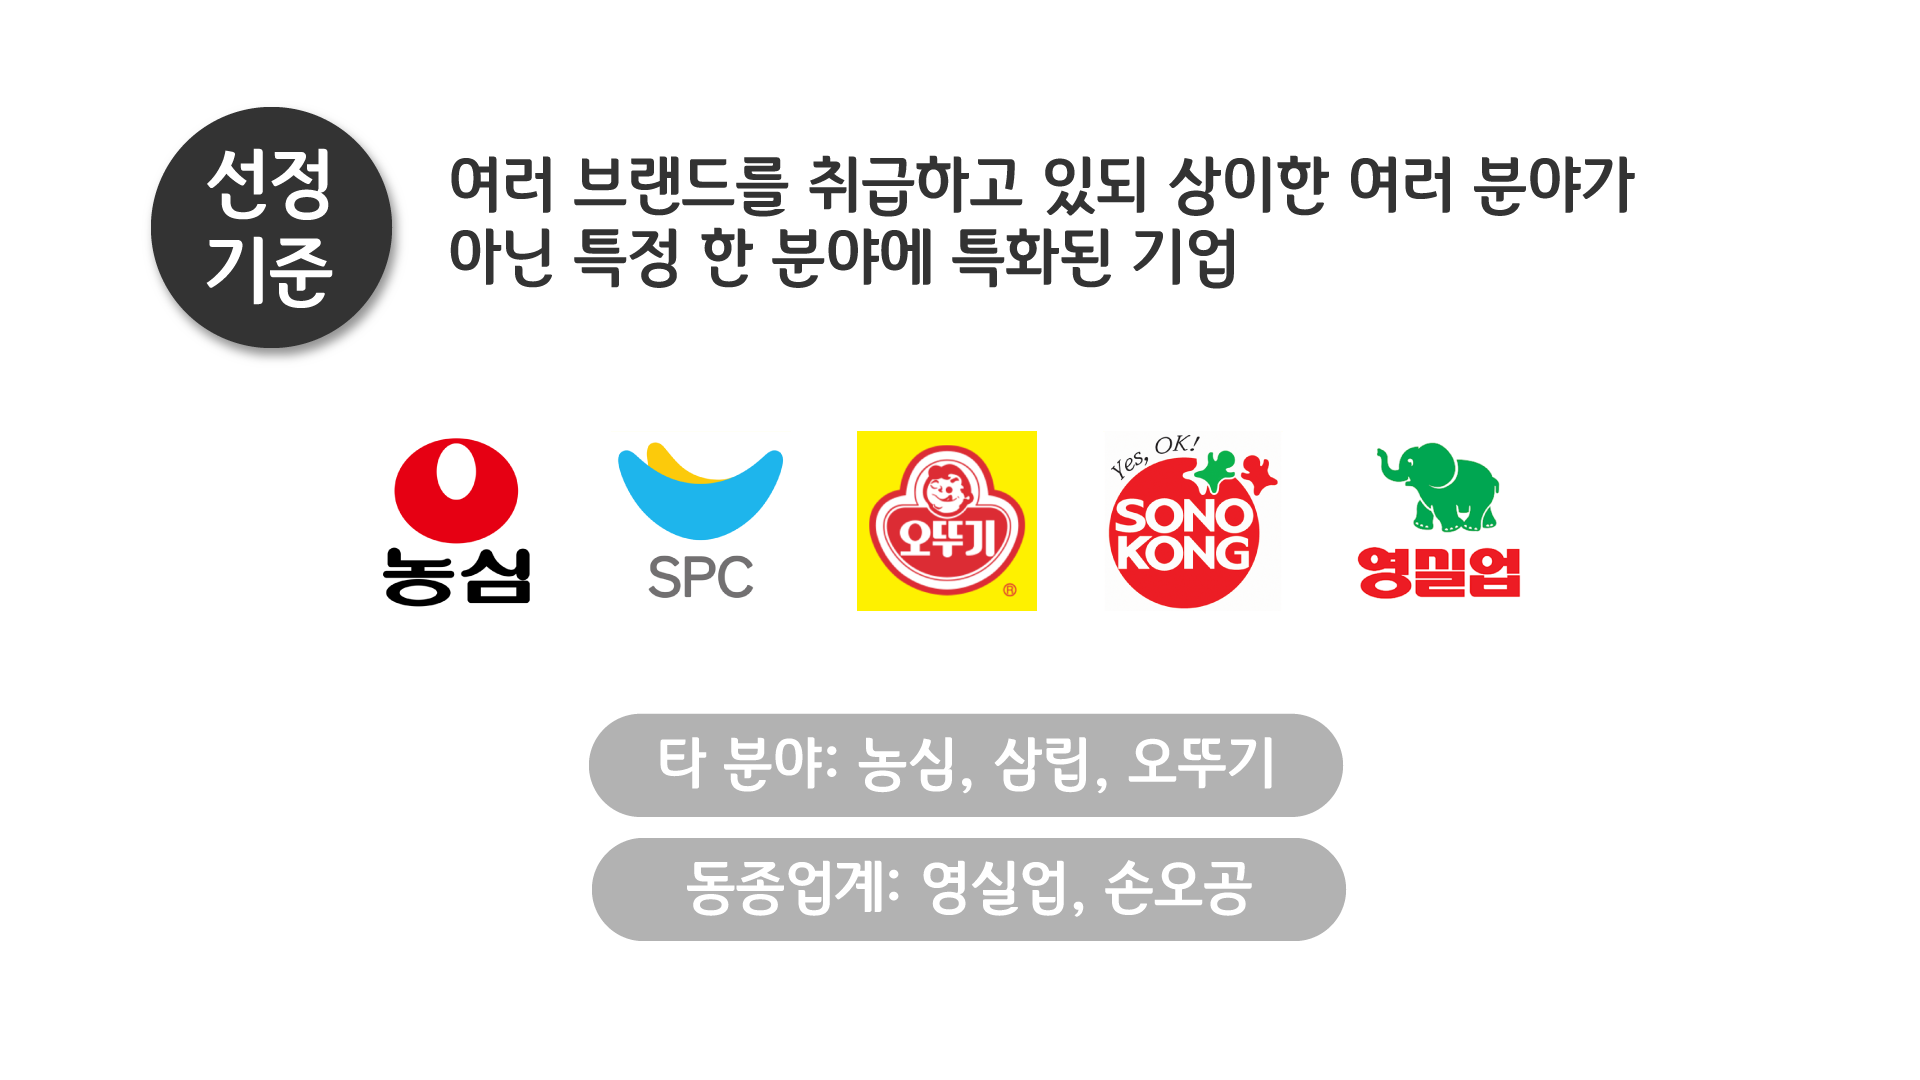 선정
기준
여러 브랜드를 취급하고 있되 상이한 여러 분야가
아닌 특정 한 분야에 특화된 기업
농심
SPC
오뚜기
®
Yes, OK!
SONO
KONG
영실업
타 분야: 농심, 삼립, 오뚜기
동종업계: 영실업, 손오공